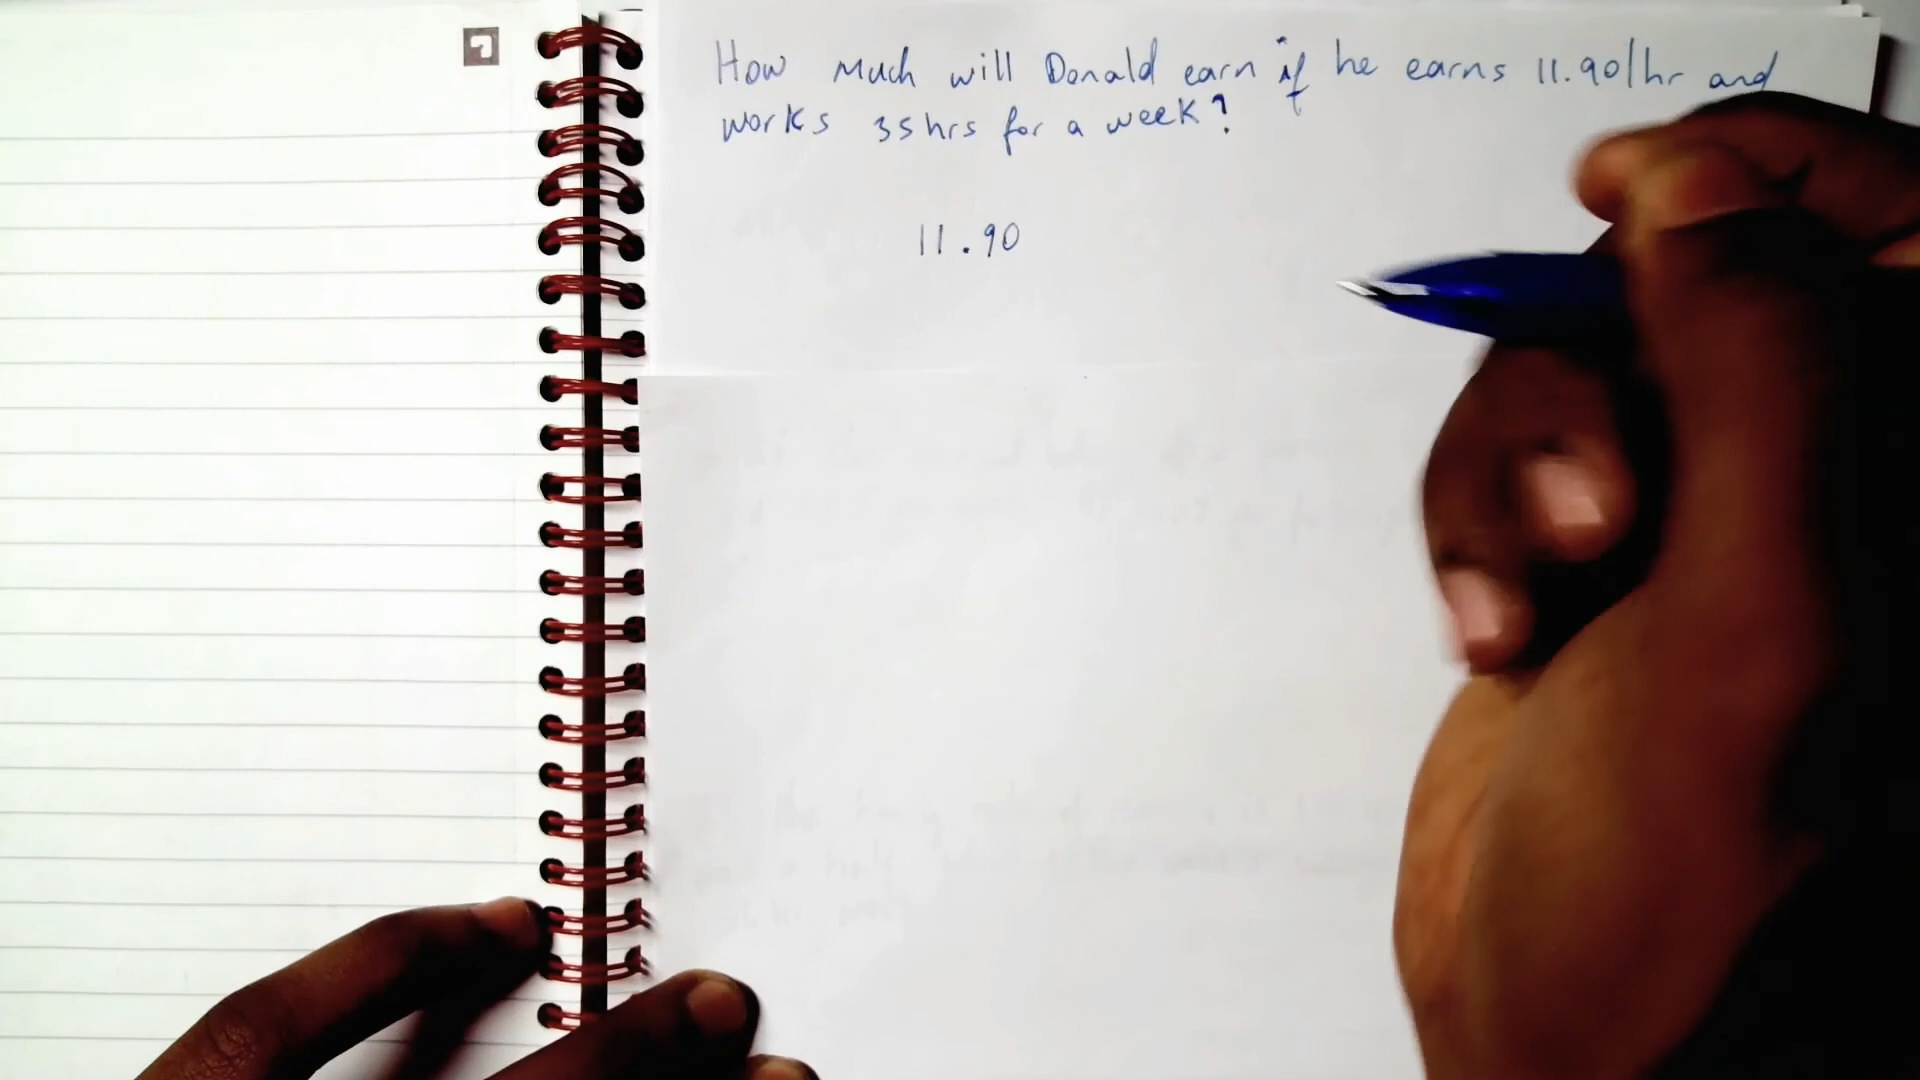 How much will Donald earn if he earns 11.90/hr and
works 35hrs for a week?
11.90